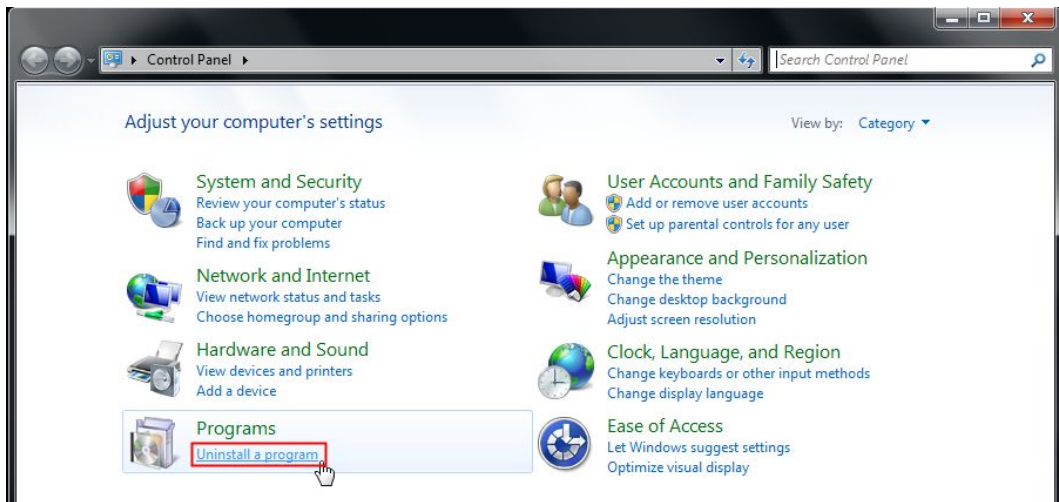 Control Panel
Search Control Panel
Adjust your computer's settings
View by: Category
System and Security
Review your computer's status
Back up your computer
Find and fix problems
Network and Internet
View network status and tasks
Choose homegroup and sharing options
Hardware and Sound
View devices and printers
Add a device
Programs
Uninstall a program
User Accounts and Family Safety
Add or remove user accounts
Set up parental controls for any user
Appearance and Personalization
Change the theme
Change desktop background
Adjust screen resolution
Clock, Language, and Region
Change keyboards or other input methods
Change display language
Ease of Access
Let Windows suggest settings
Optimize visual display